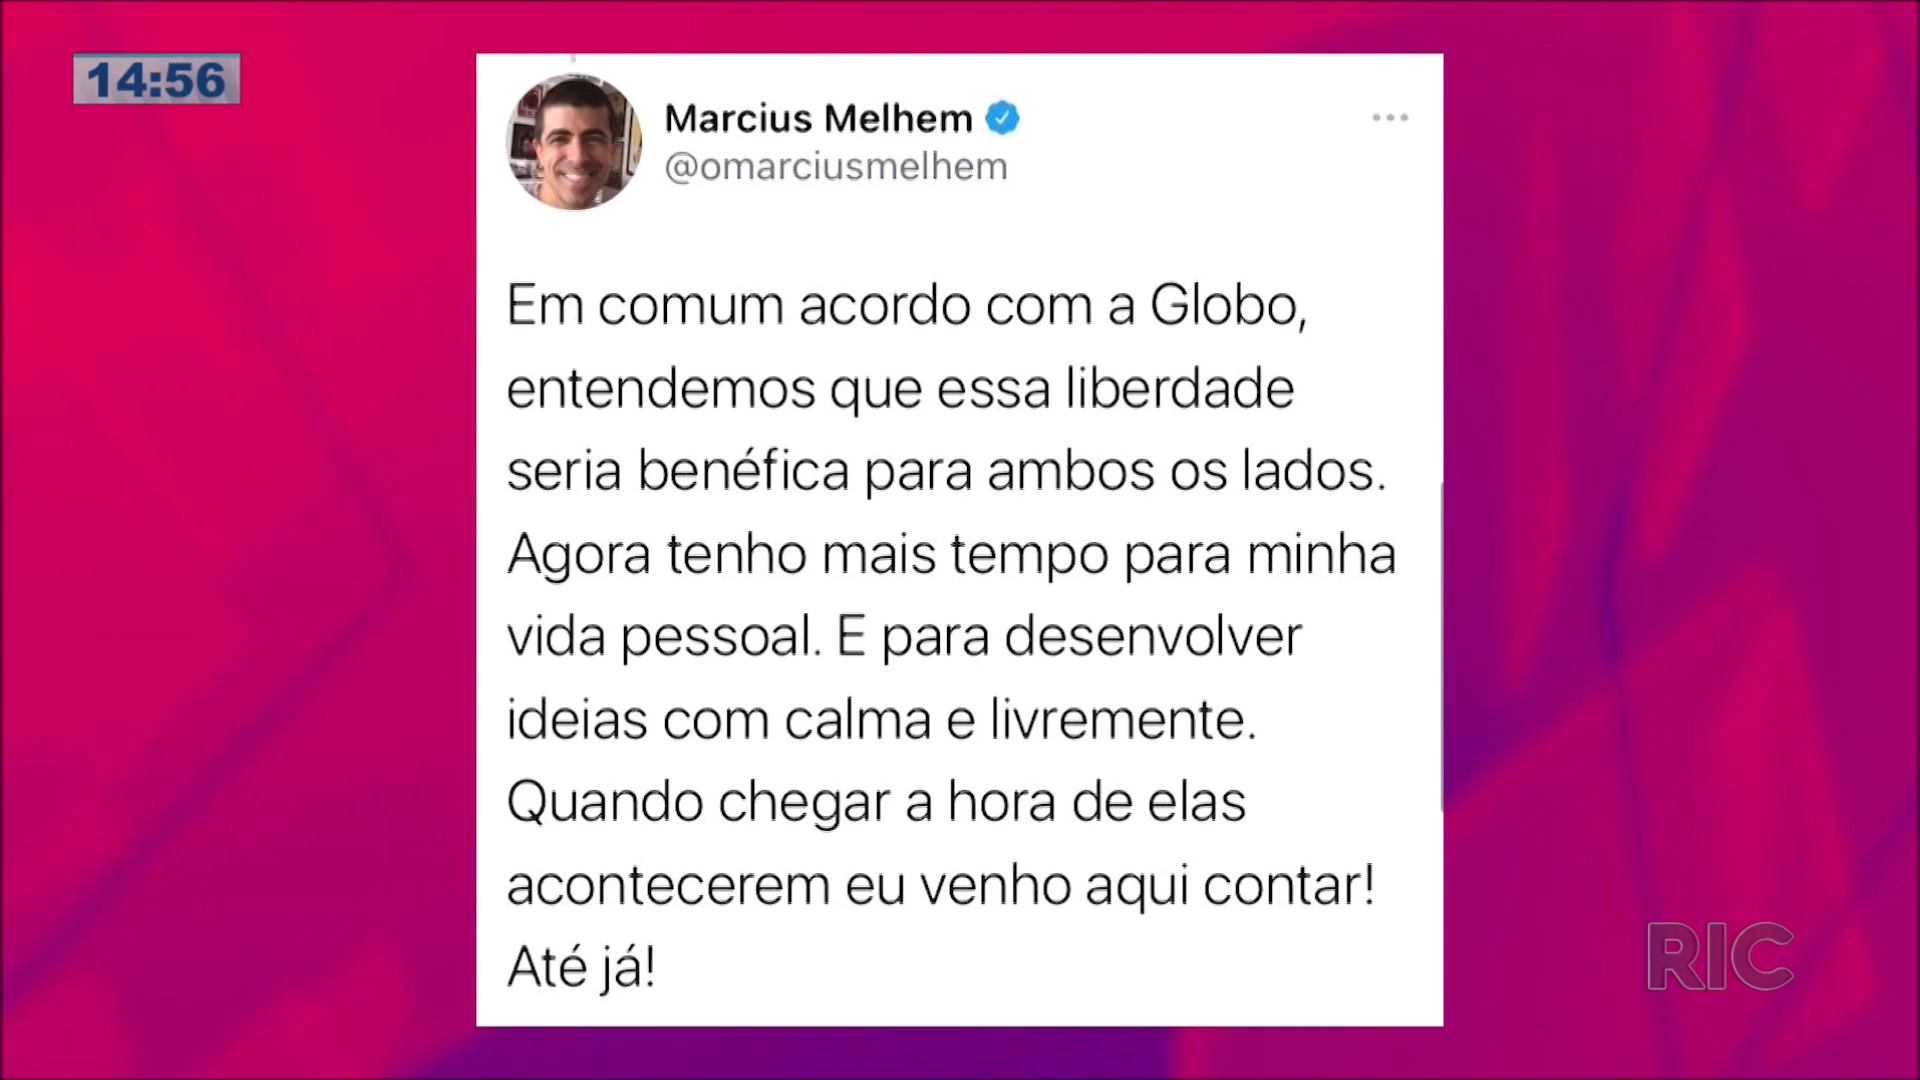 14:56
Marcius Melhem
@omarciusmelhem
Em comum acordo com a Globo,
entendemos que essa liberdade
seria benéfica para ambos os lados.
Agora tenho mais tempo para minha
vida pessoal. E para desenvolver
ideias com calma e livremente.
Quando chegar a hora de elas
acontecerem eu venho aqui contar!
Até já!
RIC